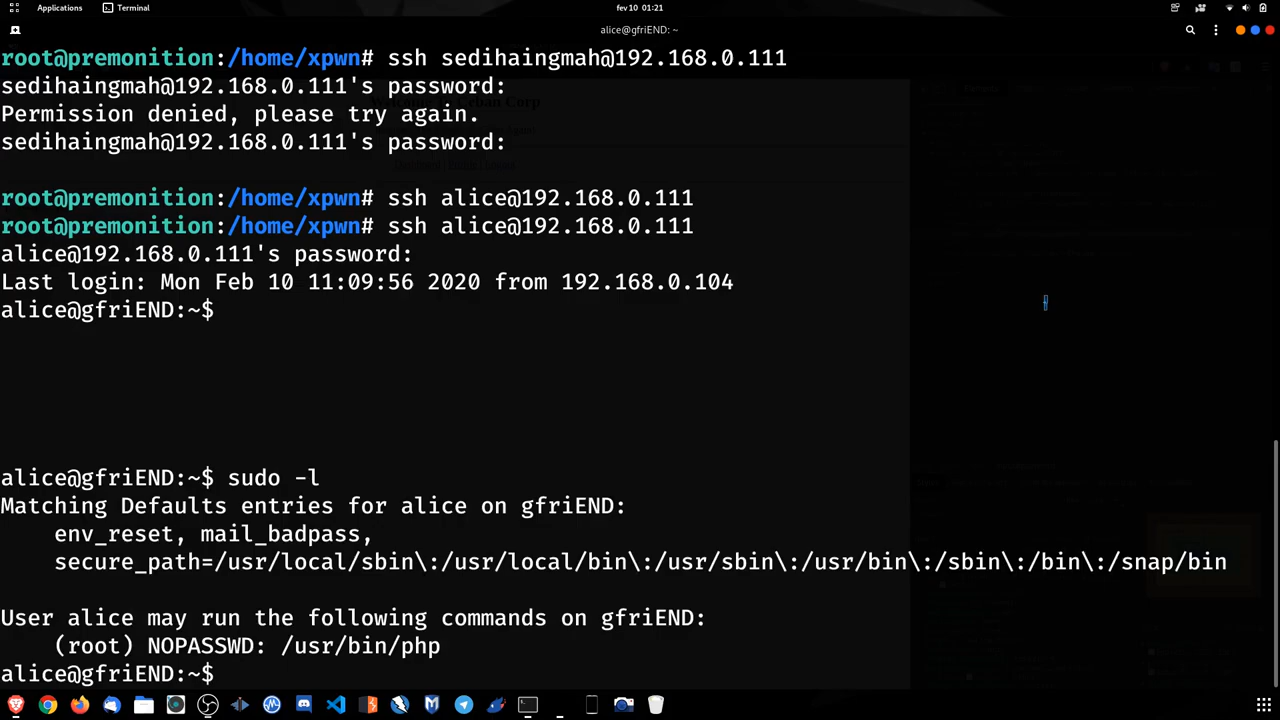 Applications Terminal fev 10 01:21
alice@gfriEND: ~
root@premonition:/home/xpwn# ssh sedihaingmah@192.168.0.111
sedihaingmah@192.168.0.111's password:
Permission denied, please try again.
sedihaingmah@192.168.0.111's password:
root@premonition:/home/xpwn# ssh alice@192.168.0.111
root@premonition:/home/xpwn# ssh alice@192.168.0.111
alice@192.168.0.111's password:
Last login: Mon Feb 10 11:09:56 2020 from 192.168.0.104
alice@gfriEND:~$
alice@gfriEND:~$ sudo -l
Matching Defaults entries for alice on gfriEND:
env_reset, mail_badpass,
secure_path=/usr/local/sbin\:/usr/local/bin\:/usr/sbin\:/usr/bin\:/sbin\:/bin\:/snap/bin
User alice may run the following commands on gfriEND:
(root) NOPASSWD: /usr/bin/php
alice@gfriEND:~$